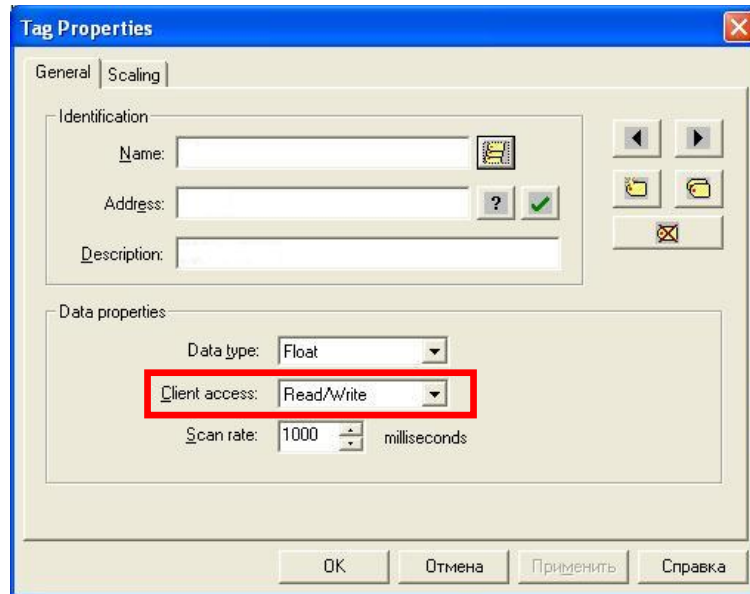 Tag Properties
General Scaling
Identification
Name:
Address: ?
Description:
Data properties
Data type: Float
Client access: Read/Write
Scan rate: 1000 milliseconds
OK Отмена Применить Справка